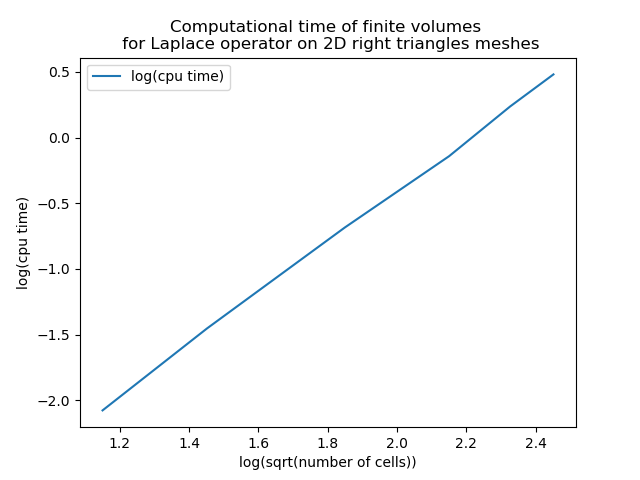 Computational time of finite volumes
for Laplace operator on 2D right triangles meshes
log(cpu time)
0.5
0.0
−0.5
−1.0
−1.5
−2.0
log(cpu time)
1.2 1.4 1.6 1.8 2.0 2.2 2.4
log(sqrt(number of cells))